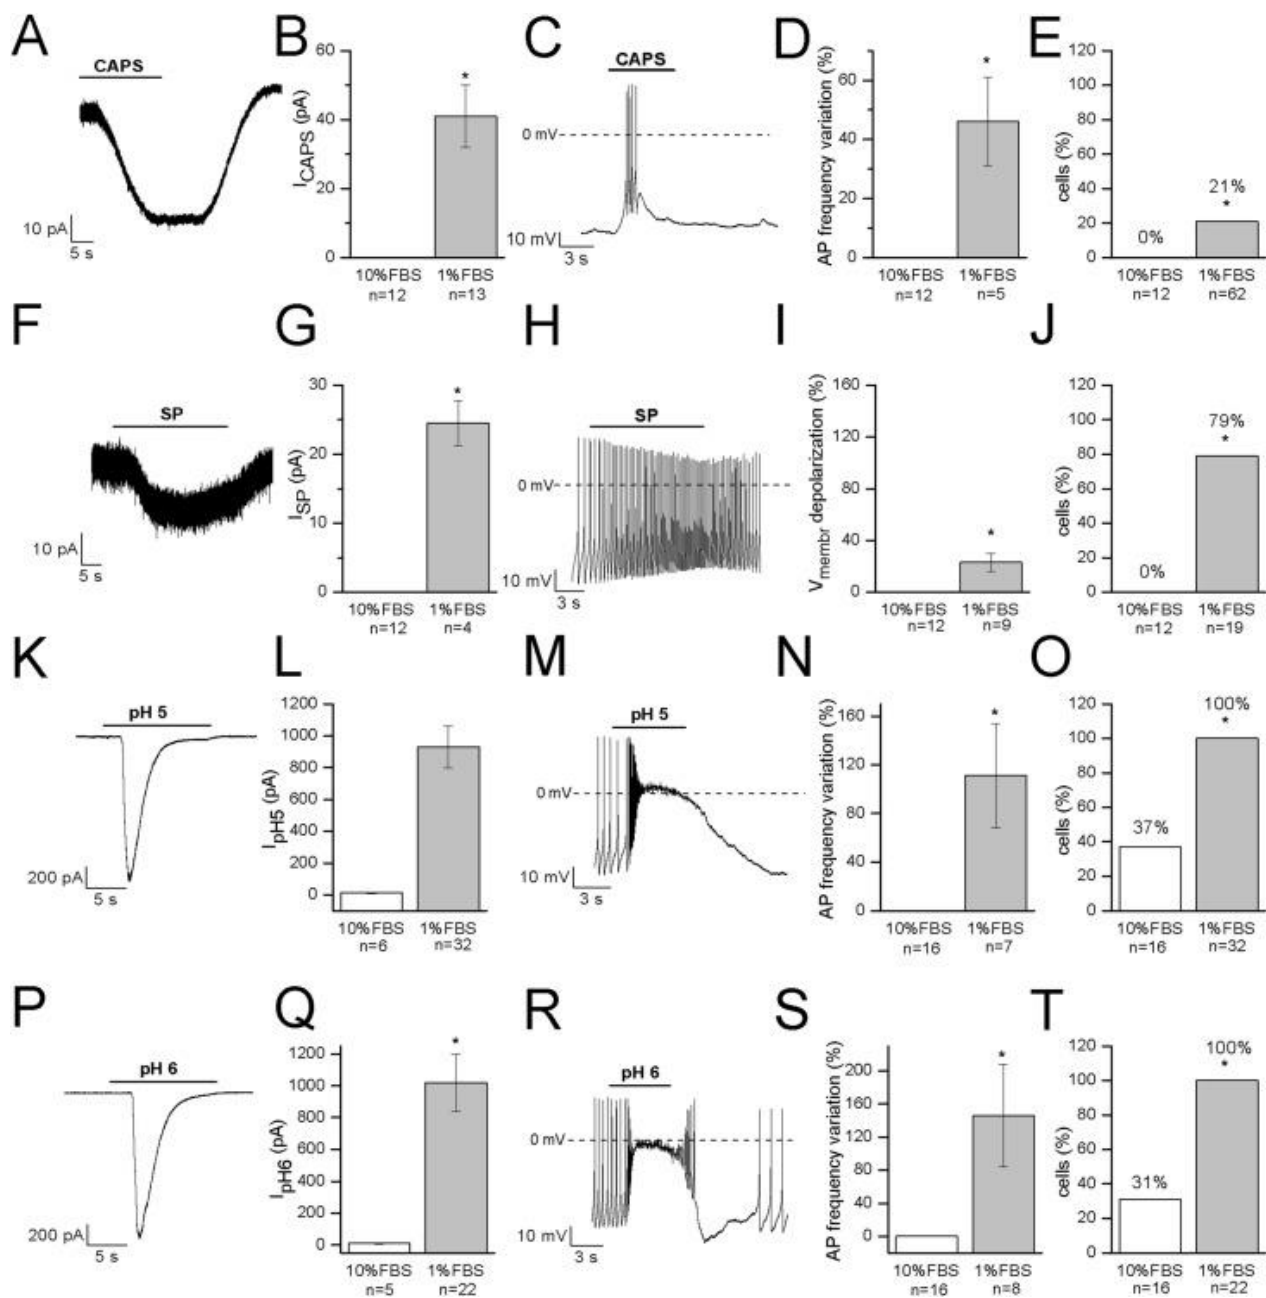 A
CAPS
10 pA
5 s
B
60
40
20
0
I_CAPS (pA)
*
10%FBS 1%FBS
n=12 n=13
C
CAPS
0 mV
10 mV
3 s
D
60
40
20
0
AP frequency variation (%)
*
10%FBS 1%FBS
n=12 n=5
E
120
100
80
60
40
20
0
cells (%)
0%
21%
*
10%FBS 1%FBS
n=12 n=62
F
SP
10 pA
5 s
G
30
20
10
0
I_SP (pA)
*
10%FBS 1%FBS
n=12 n=4
H
SP
0 mV
10 mV
3 s
I
160
120
80
40
0
V_membr depolarization (%)
*
10%FBS 1%FBS
n=12 n=9
J
120
100
80
60
40
20
0
cells (%)
0%
79%
*
10%FBS 1%FBS
n=12 n=19
K
pH 5
200 pA
5 s
L
1200
1000
800
600
400
200
0
I_pH5 (pA)
10%FBS 1%FBS
n=6 n=32
M
pH 5
0 mV
10 mV
3 s
N
160
120
80
40
0
AP frequency variation (%)
*
10%FBS 1%FBS
n=16 n=7
O
100
80
60
40
20
0
cells (%)
37%
100%
*
10%FBS 1%FBS
n=16 n=32
P
pH 6
200 pA
5 s
Q
1200
1000
800
600
400
200
0
I_pH6 (pA)
*
10%FBS 1%FBS
n=5 n=22
R
pH 6
0 mV
10 mV
3 s
S
200
160
120
80
40
0
AP frequency variation (%)
*
10%FBS 1%FBS
n=16 n=8
T
120
100
80
60
40
20
0
cells (%)
31%
100%
*
10%FBS 1%FBS
n=16 n=22